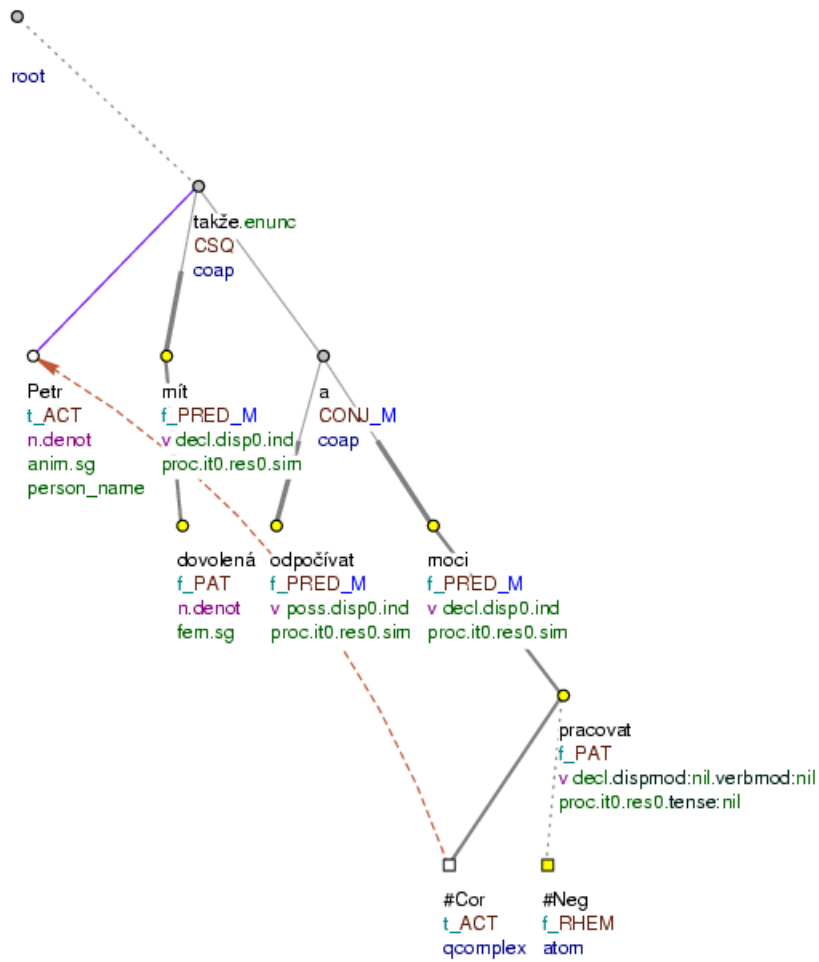 root
takže.enunc
CSQ
coap
Petr
t_ACT
n.denot
anim.sg
person_name
mít
f_PRED_M
v decl.disp0.ind
proc.it0.res0.sim
a
CONJ_M
coap
dovolená
f_PAT
n.denot
fem.sg
odpočívat
f_PRED_M
v poss.disp0.ind
proc.it0.res0.sim
moci
f_PRED_M
v decl.disp0.ind
proc.it0.res0.sim
pracovat
f_PAT
v decl.dispmod:nil.verbmod:nil
proc.it0.res0.tense:nil
#Cor
t_ACT
qcomplex
#Neg
f_RHEM
atom